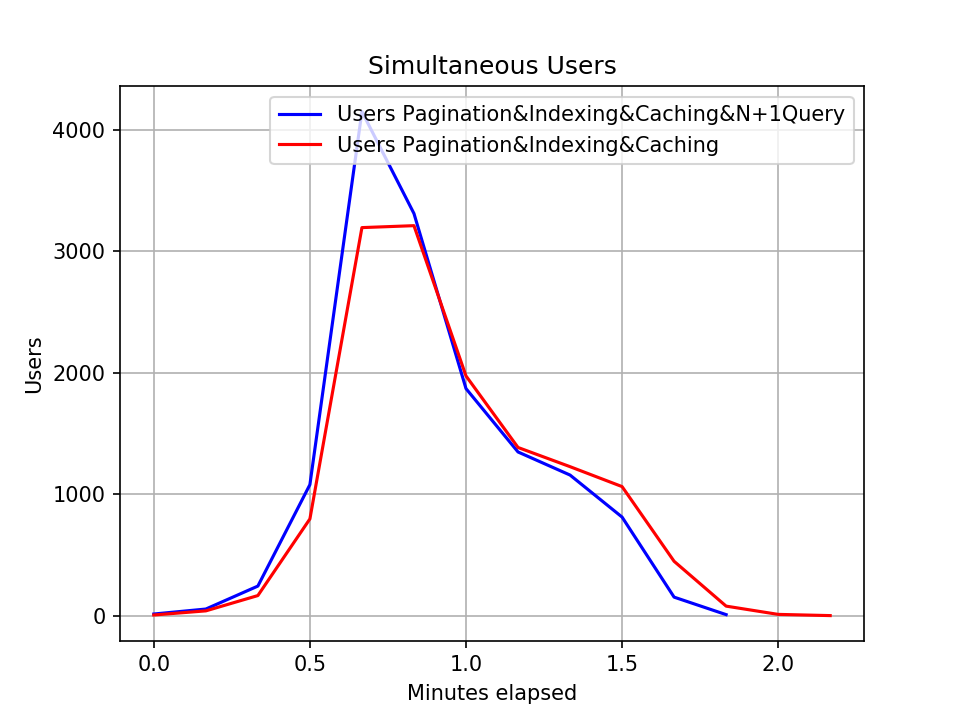 Simultaneous Users
Users Pagination&Indexing&Caching&N+1Query
Users Pagination&Indexing&Caching
4000
3000
2000
1000
0
Users
0.0 0.5 1.0 1.5 2.0
Minutes elapsed